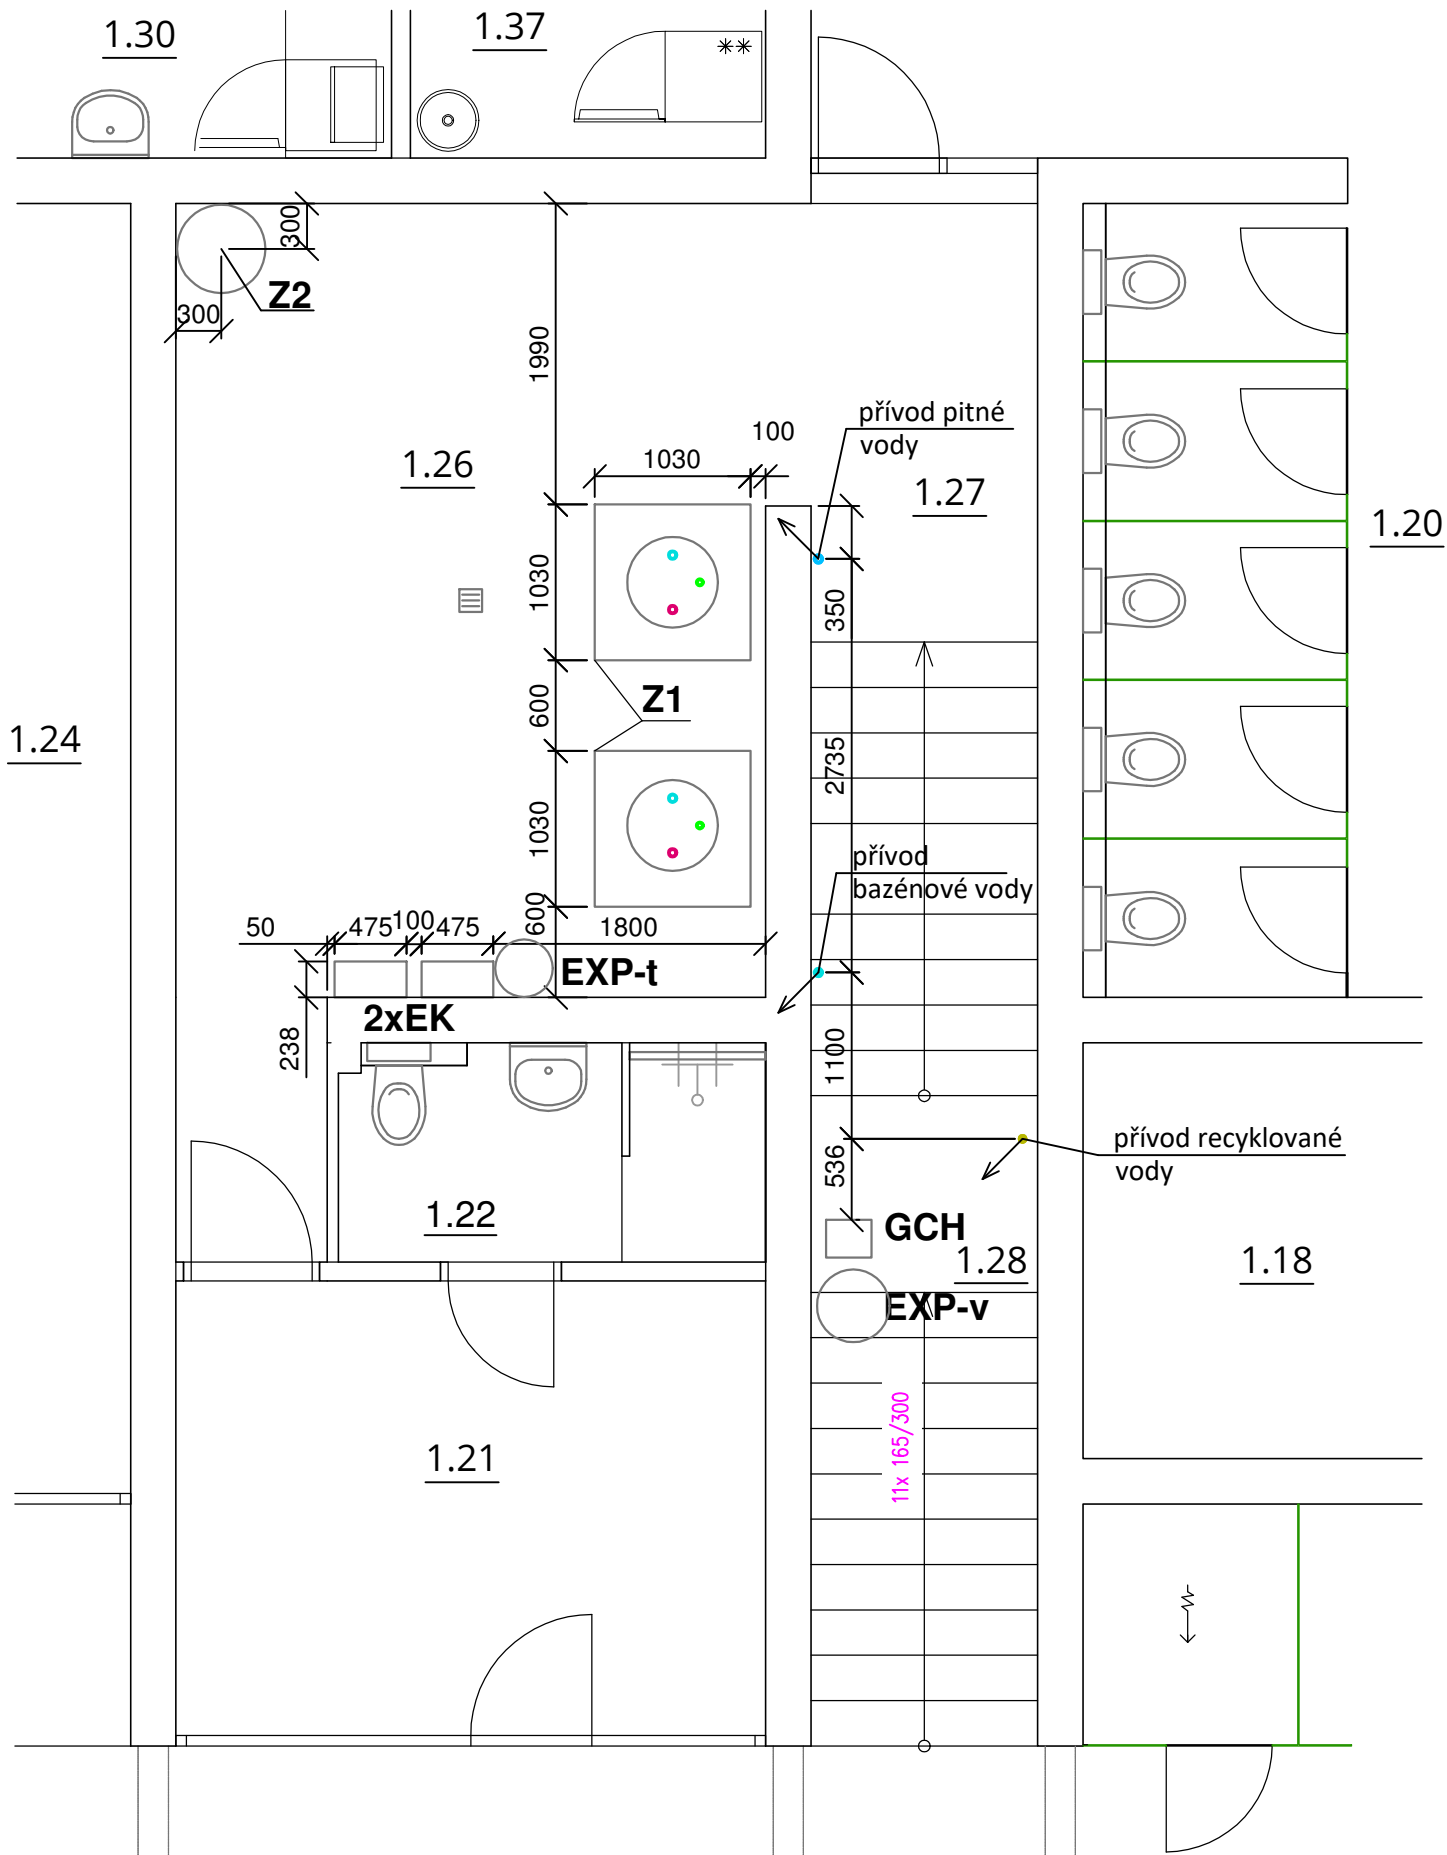 1.30
1.37
300
Z2
300
1990
přívod pitné
vody
100
1030
1.26
1.27
1.20
1030
350
600
Z1
1.24
2735
1030
přívod
bazénové vody
600
50
475
100
475
1800
EXP-t
2xEK
238
1100
přívod recyklované
vody
536
1.22
GCH
1.28
1.18
EXP-v
11x 165/300
1.21